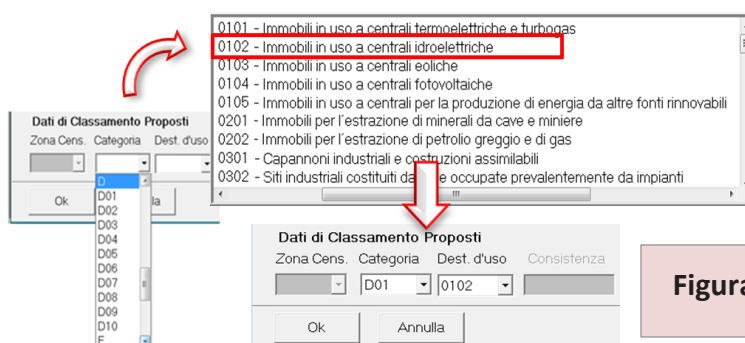 0101 - Immobili in uso a centrali termoelettriche e turbogas
0102 - Immobili in uso a centrali idroelettriche
0103 - Immobili in uso a centrali eoliche
0104 - Immobili in uso a centrali fotovoltaiche
0105 - Immobili in uso a centrali per la produzione di energia da altre fonti rinnovabili
0201 - Immobili per l´estrazione di minerali da cave e miniere
0202 - Immobili per l´estrazione di petrolio greggio e di gas
0301 - Capannoni industriali e costruzioni assimilabili
0302 - Siti industriali costituiti da e occupate prevalentemente da impianti
Dati di Classamento Proposti
Zona Cens. Categoria Dest. d'uso
D
Ok la
D01
D02
D03
D04
D05
D06
D07
D08
D09
D10
E
Dati di Classamento Proposti
Zona Cens. Categoria Dest. d'uso Consistenza
D01 0102
Ok Annulla
Figura